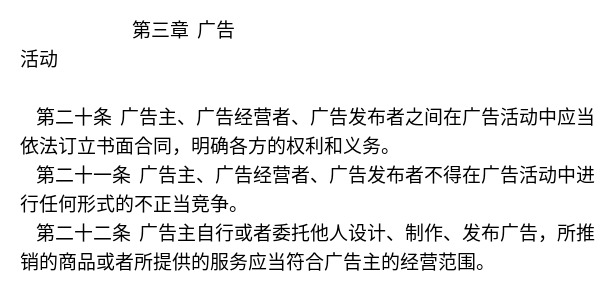 第三章 广告
活动
第二十条 广告主、广告经营者、广告发布者之间在广告活动中应当
依法订立书面合同，明确各方的权利和义务。
第二十一条 广告主、广告经营者、广告发布者不得在广告活动中进
行任何形式的不正当竞争。
第二十二条 广告主自行或者委托他人设计、制作、发布广告，所推
销的商品或者所提供的服务应当符合广告主的经营范围。